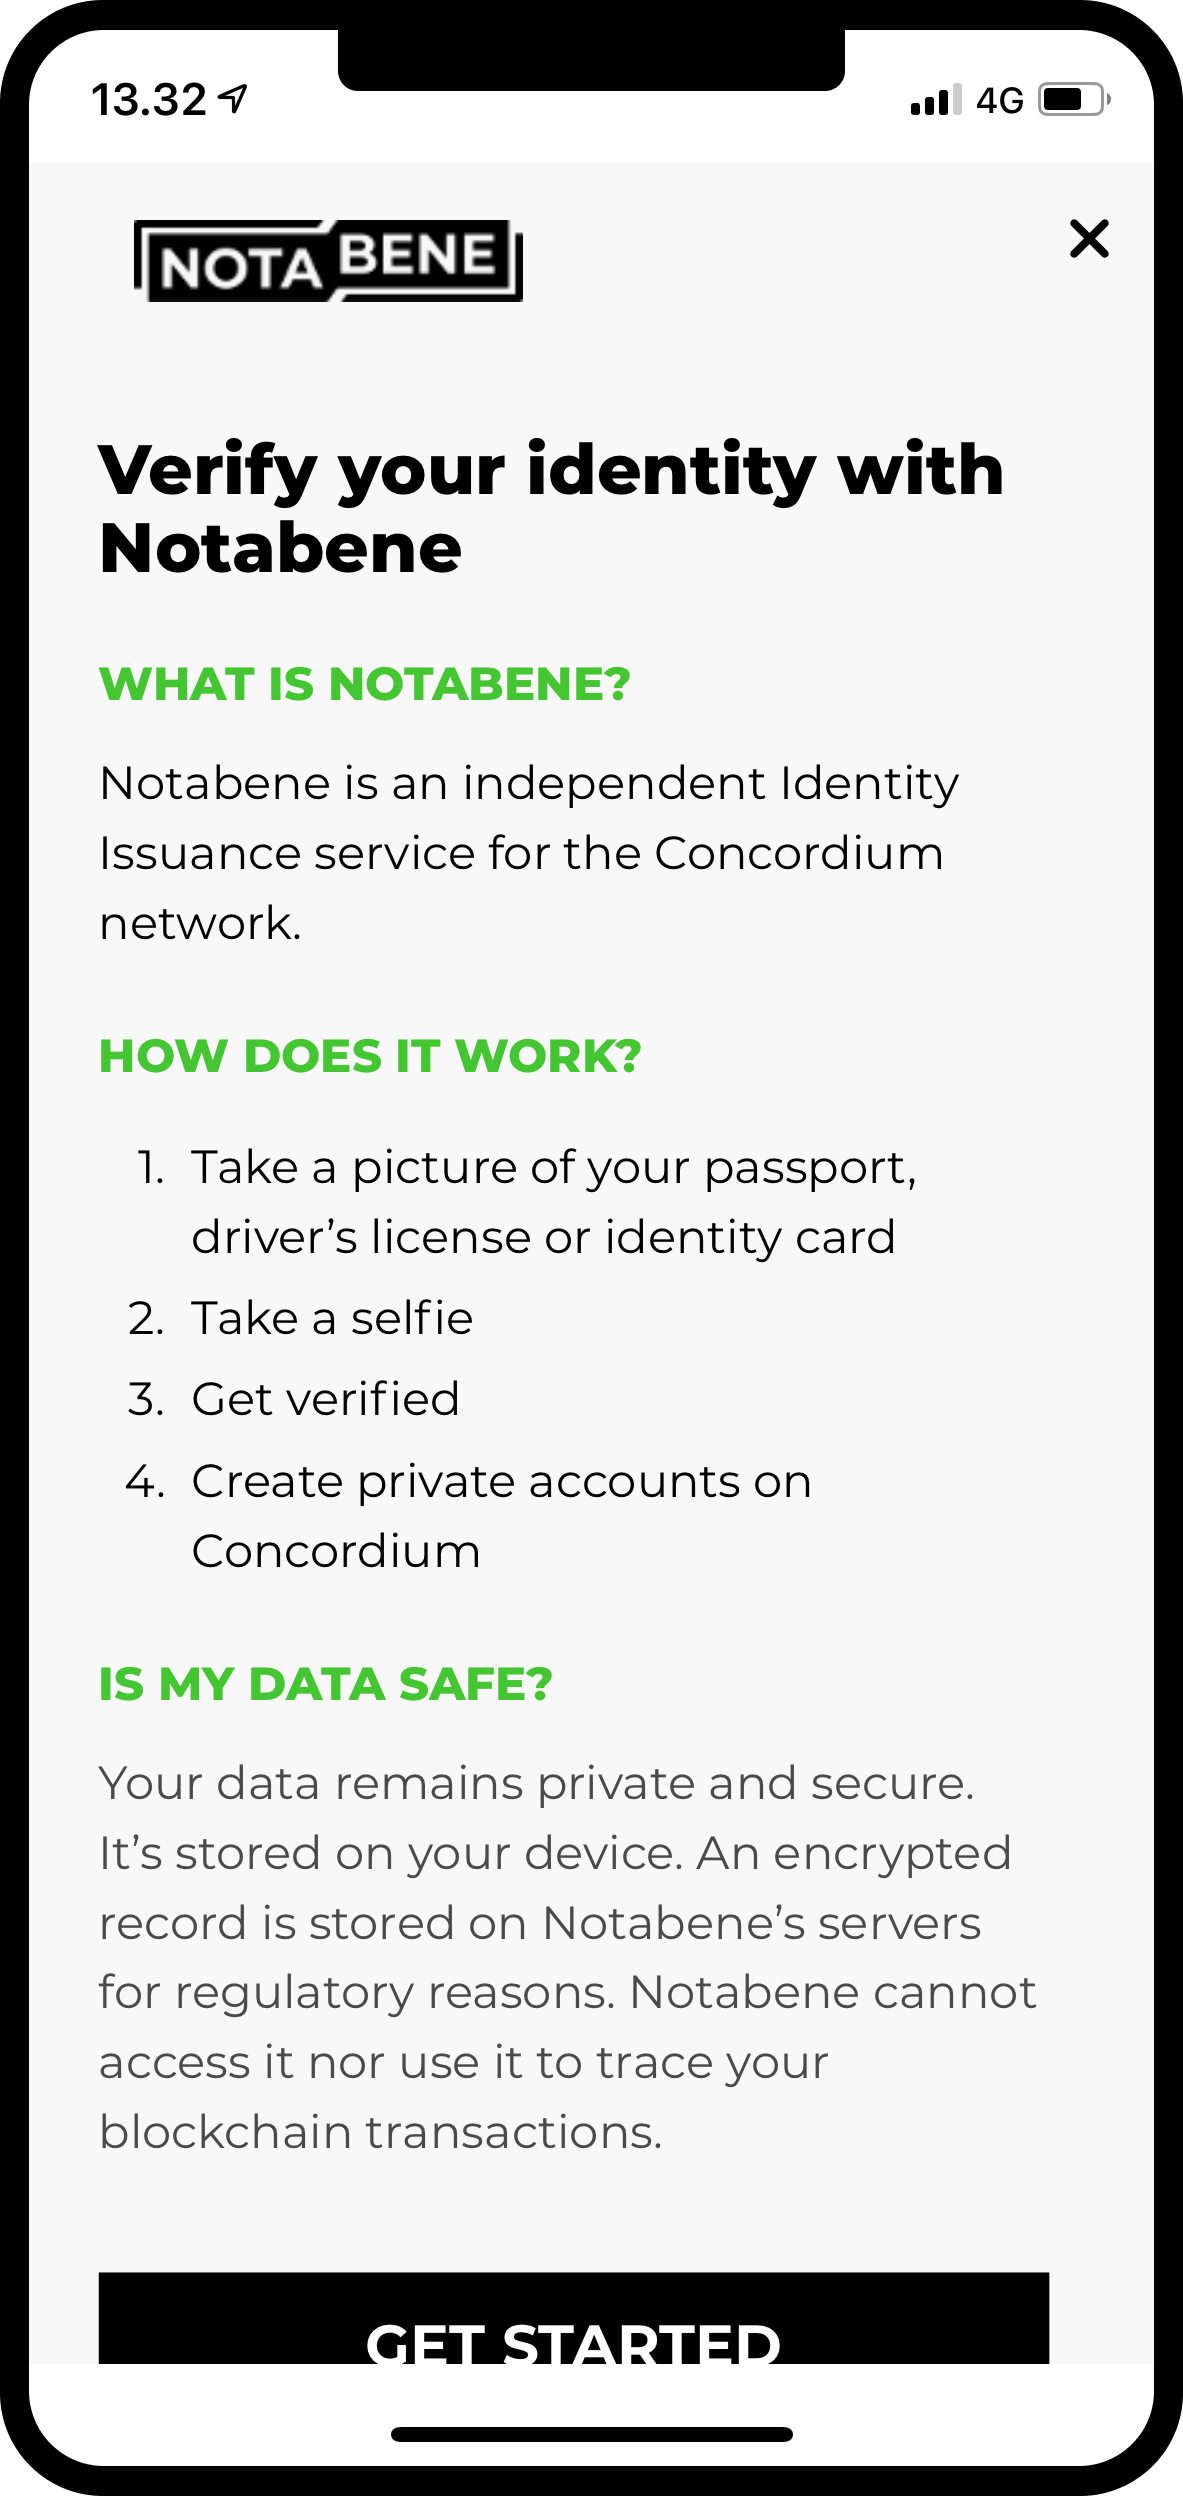 13.32
4G
NOTABENE
Verify your identity with
Notabene
WHAT IS NOTABENE?
Notabene is an independent Identity
Issuance service for the Concordium
network.
HOW DOES IT WORK?
1. Take a picture of your passport,
driver’s license or identity card
2. Take a selfie
3. Get verified
4. Create private accounts on
Concordium
IS MY DATA SAFE?
Your data remains private and secure.
It’s stored on your device. An encrypted
record is stored on Notabene’s servers
for regulatory reasons. Notabene cannot
access it nor use it to trace your
blockchain transactions.
GET STARTED